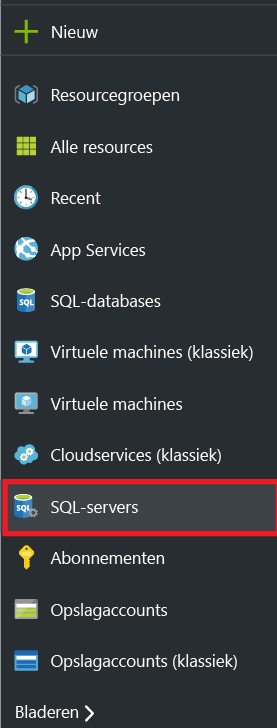 Nieuw
Resourcegroepen
Alle resources
Recent
App Services
SQL
SQL-databases
Virtuele machines (klassiek)
Virtuele machines
Cloudservices (klassiek)
SQL
SQL-servers
Abonnementen
Opslagaccounts
Opslagaccounts (klassiek)
Bladeren